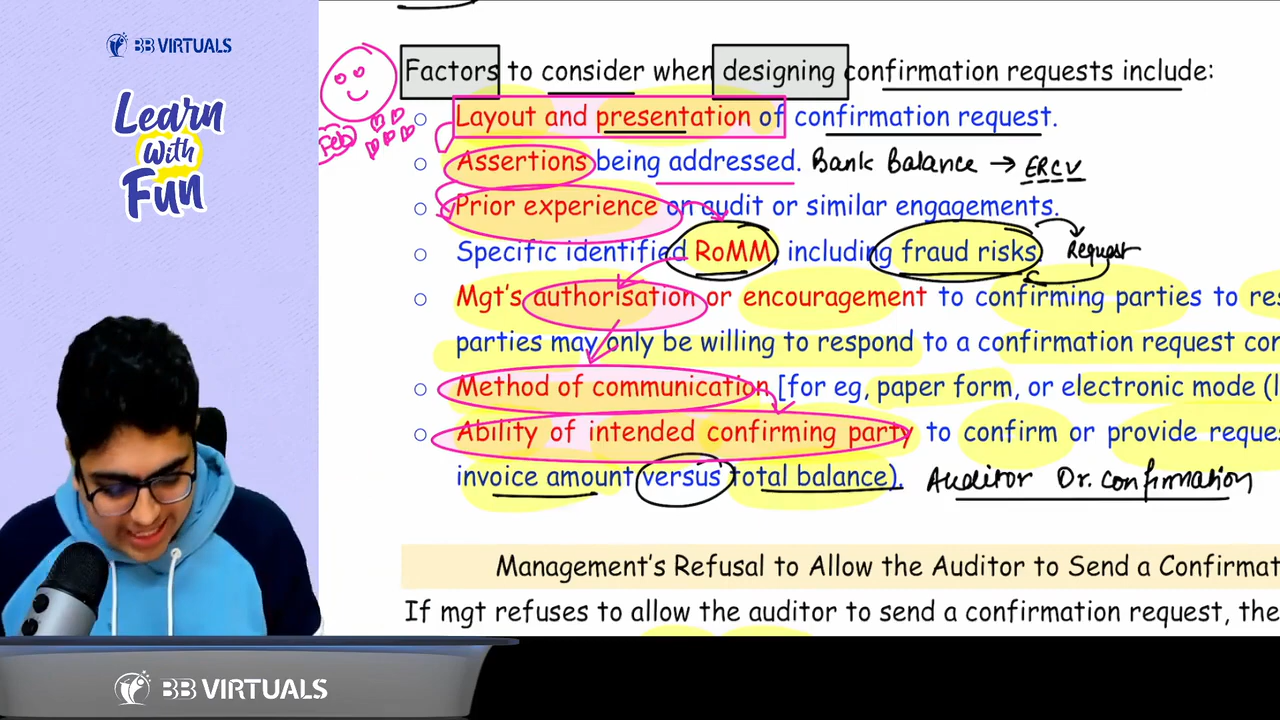 BB VIRTUALS
Learn
With
Fun
Feb
Factors to consider when designing confirmation requests include:
Layout and presentation of confirmation request.
Assertions being addressed. Bank Balance → ERCV
Prior experience on audit or similar engagements.
Specific identified RoMM, including fraud risks. Request
Mgt's authorisation or encouragement to confirming parties to res
parties may only be willing to respond to a confirmation request con
Method of communication [for eg, paper form, or electronic mode (l
Ability of intended confirming party to confirm or provide reque
invoice amount versus total balance). Auditor Dr. confirmation
Management's Refusal to Allow the Auditor to Send a Confirmat
If mgt refuses to allow the auditor to send a confirmation request, the
BB VIRTUALS